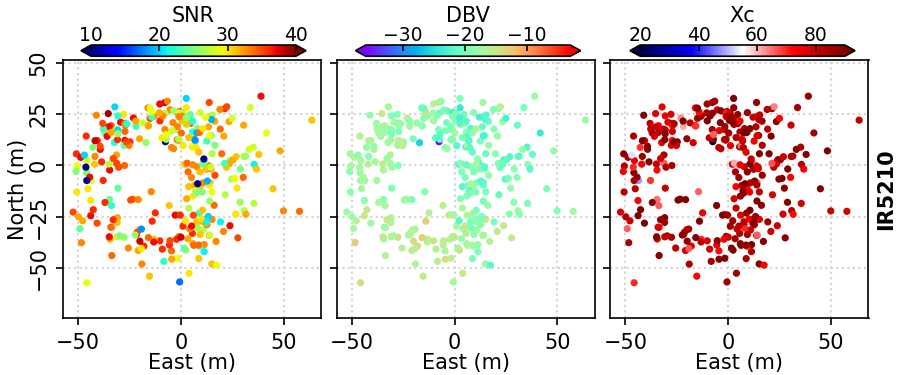 SNR DBV Xc
10 20 30 40 −30 −20 −10 20 40 60 80
50
25
0
−25
−50
North (m)
IR5210
−50 0 50 −50 0 50 −50 0 50
East (m) East (m) East (m)